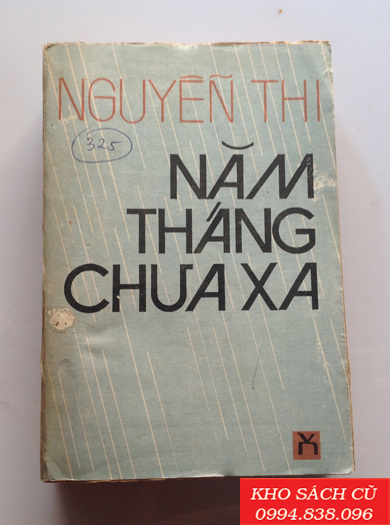 NGUYỄN THI
325
NĂM
THÁNG
CHƯA XA
KHO SÁCH CŨ
0994.838.096